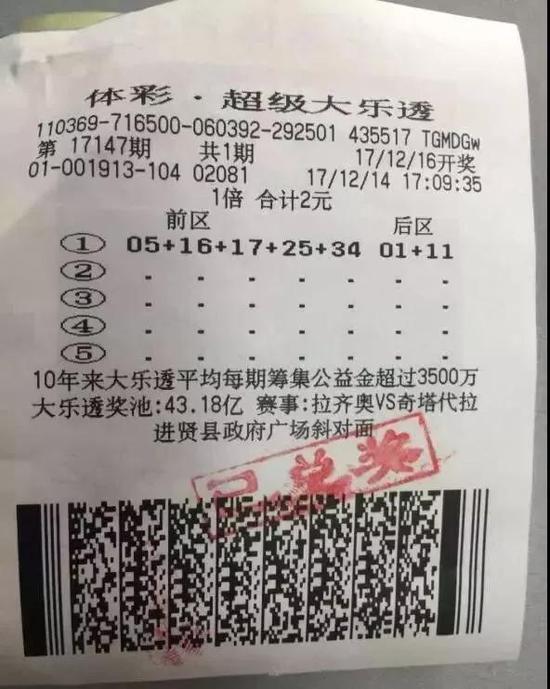 体彩·超级大乐透
110369-716500-060392-292501 435517 TGMDGW
第 17147期 共1期 17/12/16开奖
01-001913-104 02081 17/12/14 17:09:35
1倍 合计2元
前区 后区
① 05+16+17+25+34 01+11
② - - - - - - -
③ - - - - - - -
④ - - - - - - -
⑤ - - - - - - -
10年来大乐透平均每期筹集公益金超过3500万
大乐透奖池:43.18亿 赛事:拉齐奥VS奇塔代拉
进贤县政府广场斜对面
已兑奖